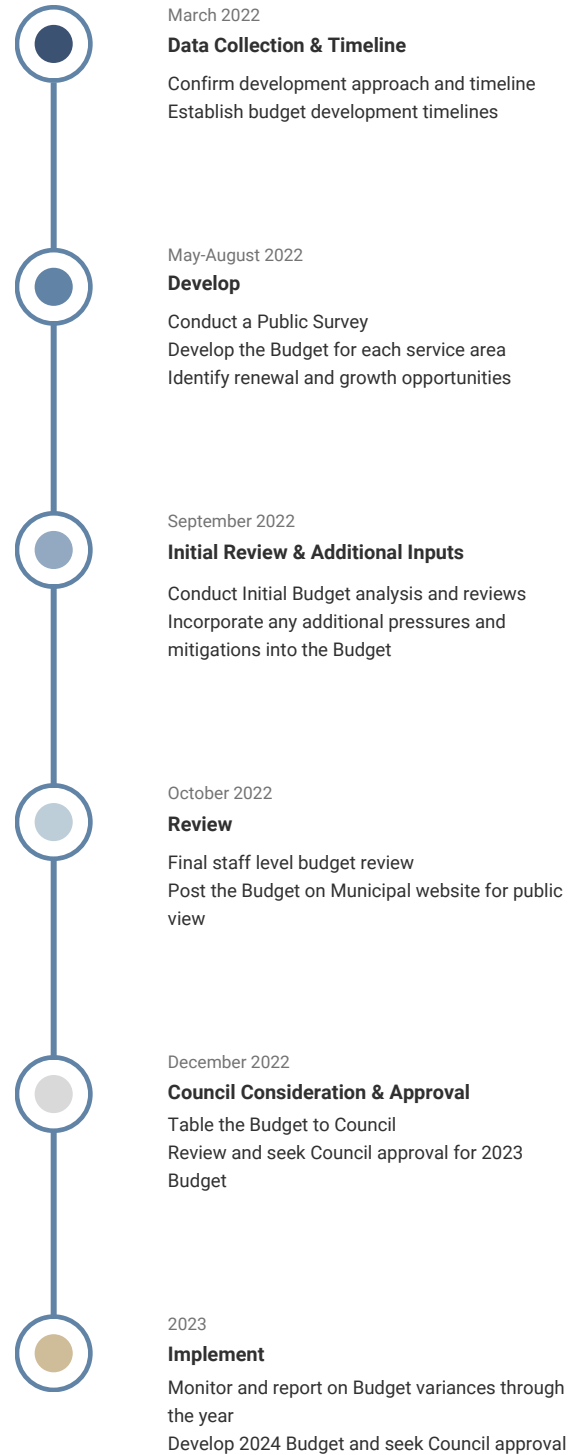 March 2022
Data Collection & Timeline
Confirm development approach and timeline
Establish budget development timelines
May-August 2022
Develop
Conduct a Public Survey
Develop the Budget for each service area
Identify renewal and growth opportunities
September 2022
Initial Review & Additional Inputs
Conduct Initial Budget analysis and reviews
Incorporate any additional pressures and
mitigations into the Budget
October 2022
Review
Final staff level budget review
Post the Budget on Municipal website for public
view
December 2022
Council Consideration & Approval
Table the Budget to Council
Review and seek Council approval for 2023
Budget
2023
Implement
Monitor and report on Budget variances through
the year
Develop 2024 Budget and seek Council approval